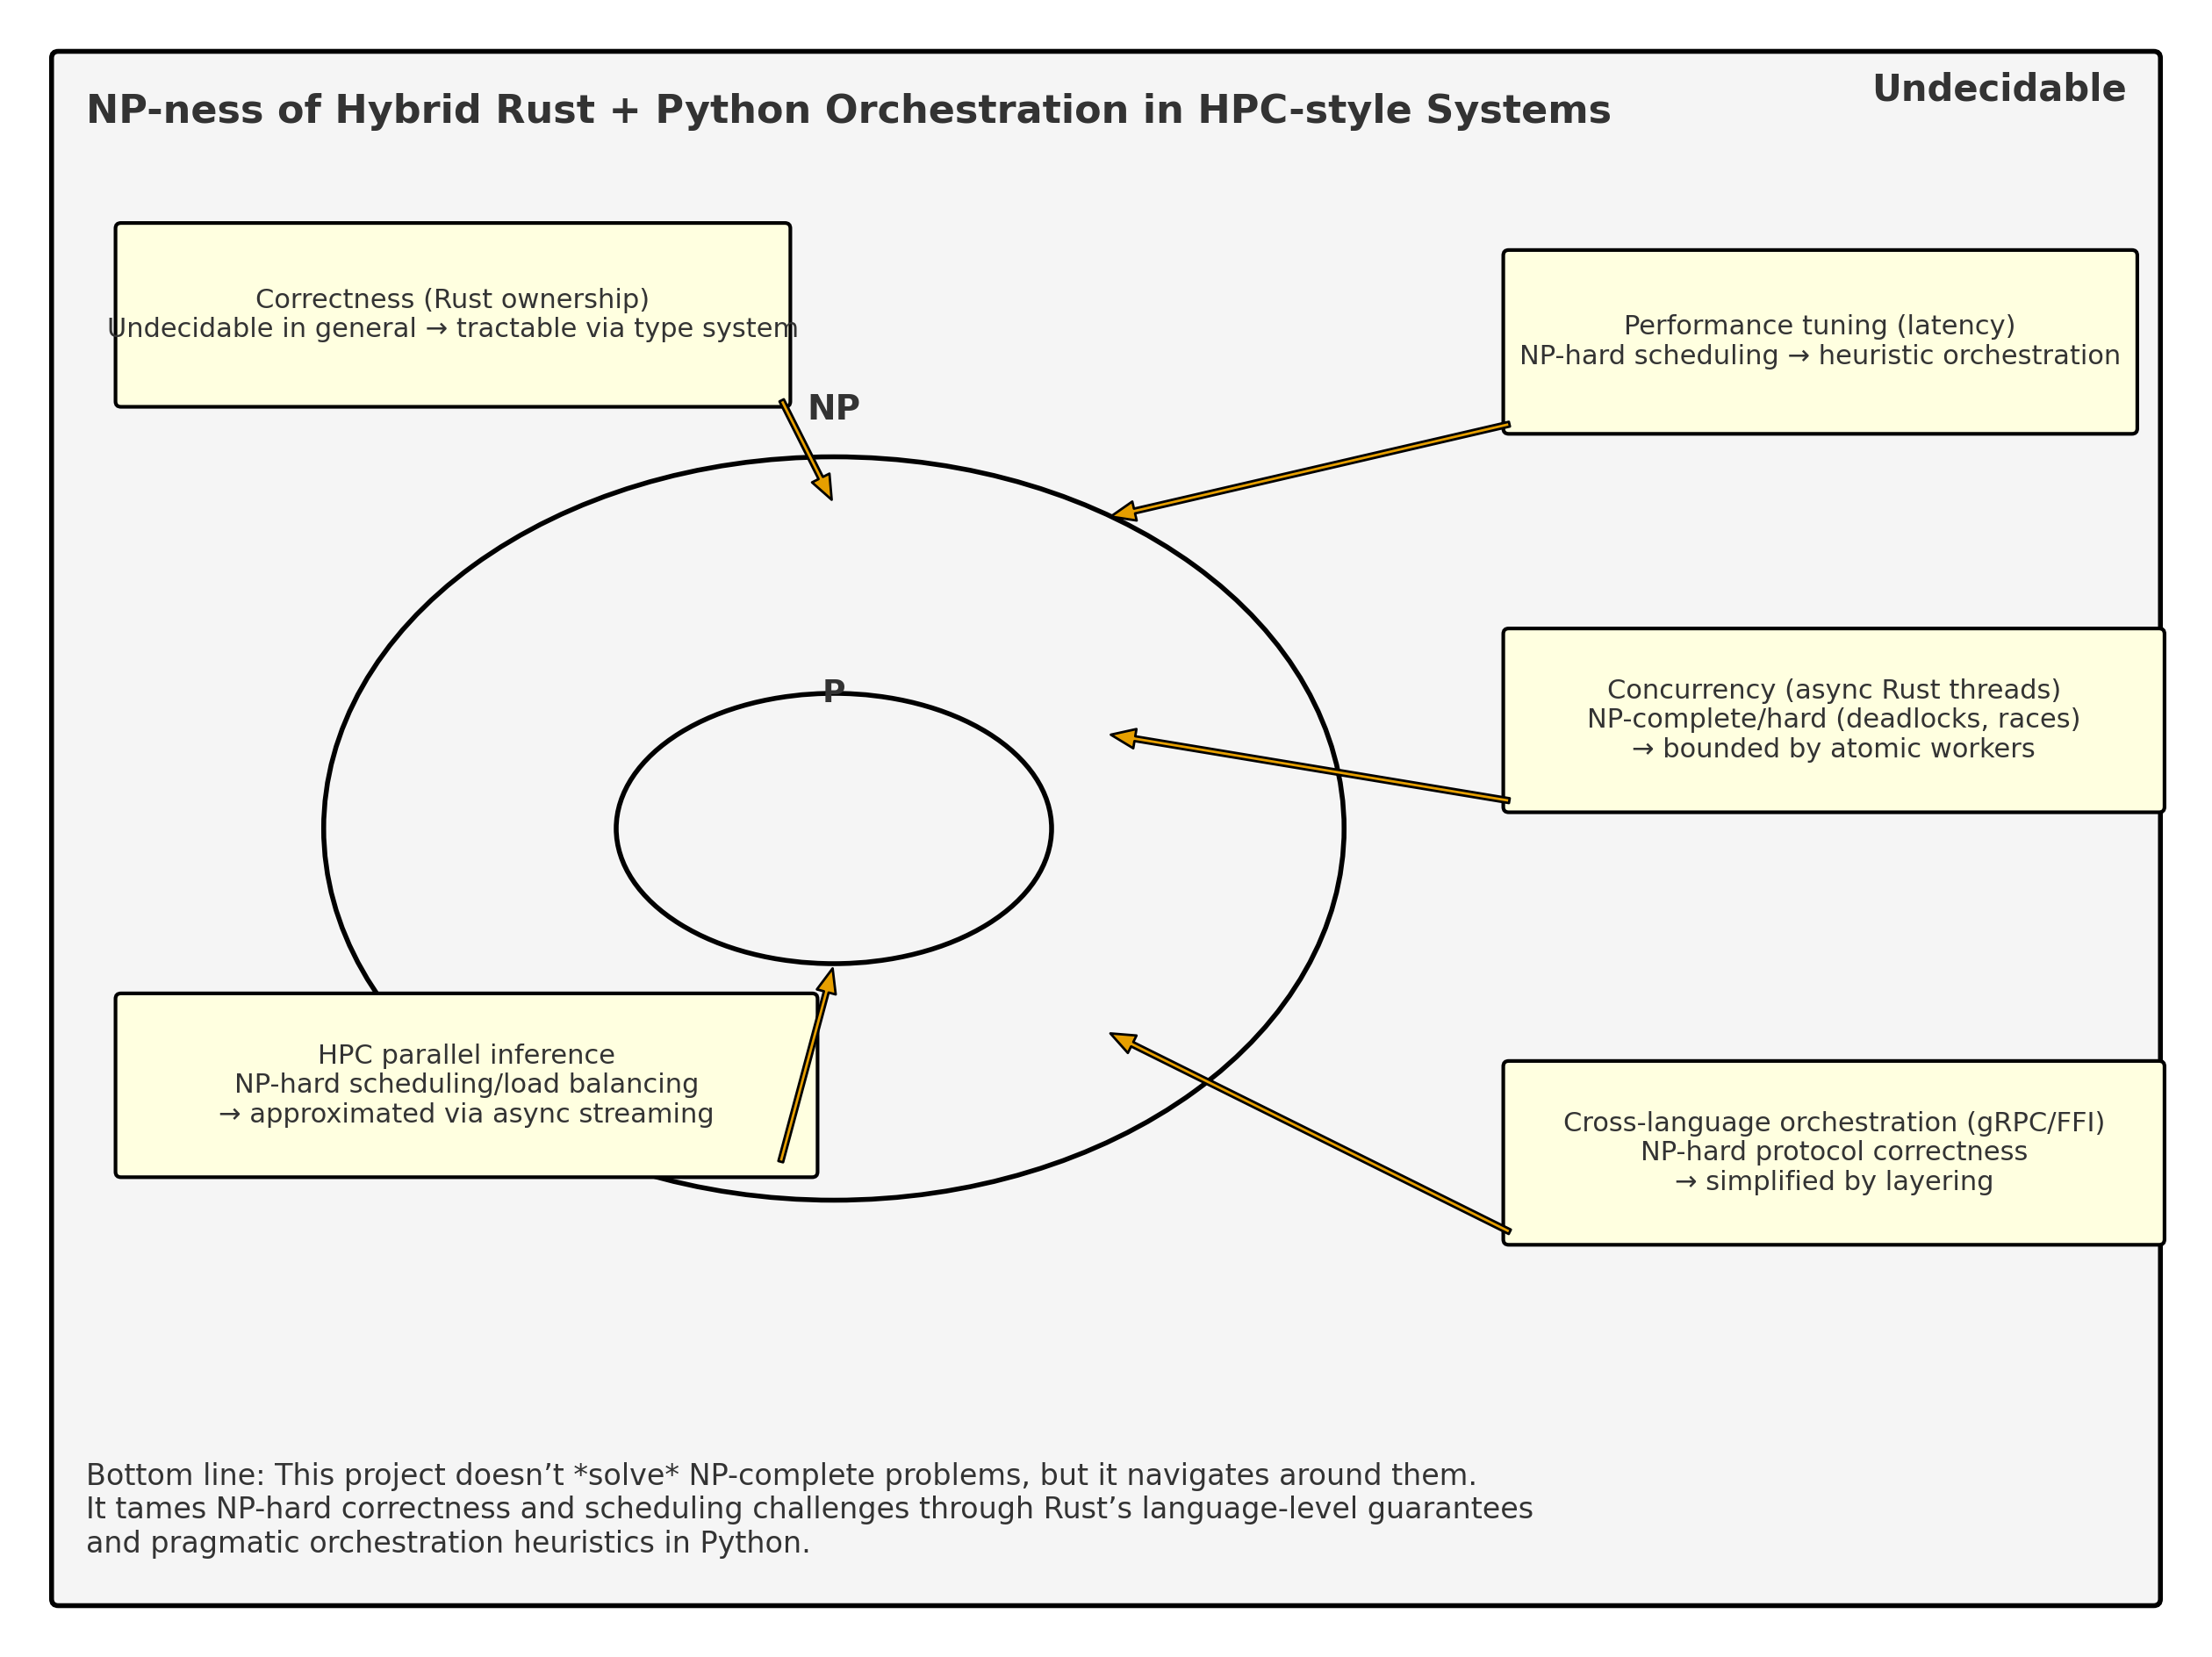 Undecidable
NP-ness of Hybrid Rust + Python Orchestration in HPC-style Systems
Correctness (Rust ownership)
Undecidable in general → tractable via type system
Performance tuning (latency)
NP-hard scheduling → heuristic orchestration
NP
P
Concurrency (async Rust threads)
NP-complete/hard (deadlocks, races)
→ bounded by atomic workers
HPC parallel inference
NP-hard scheduling/load balancing
→ approximated via async streaming
Cross-language orchestration (gRPC/FFI)
NP-hard protocol correctness
→ simplified by layering
Bottom line: This project doesn’t *solve* NP-complete problems, but it navigates around them.
It tames NP-hard correctness and scheduling challenges through Rust’s language-level guarantees
and pragmatic orchestration heuristics in Python.